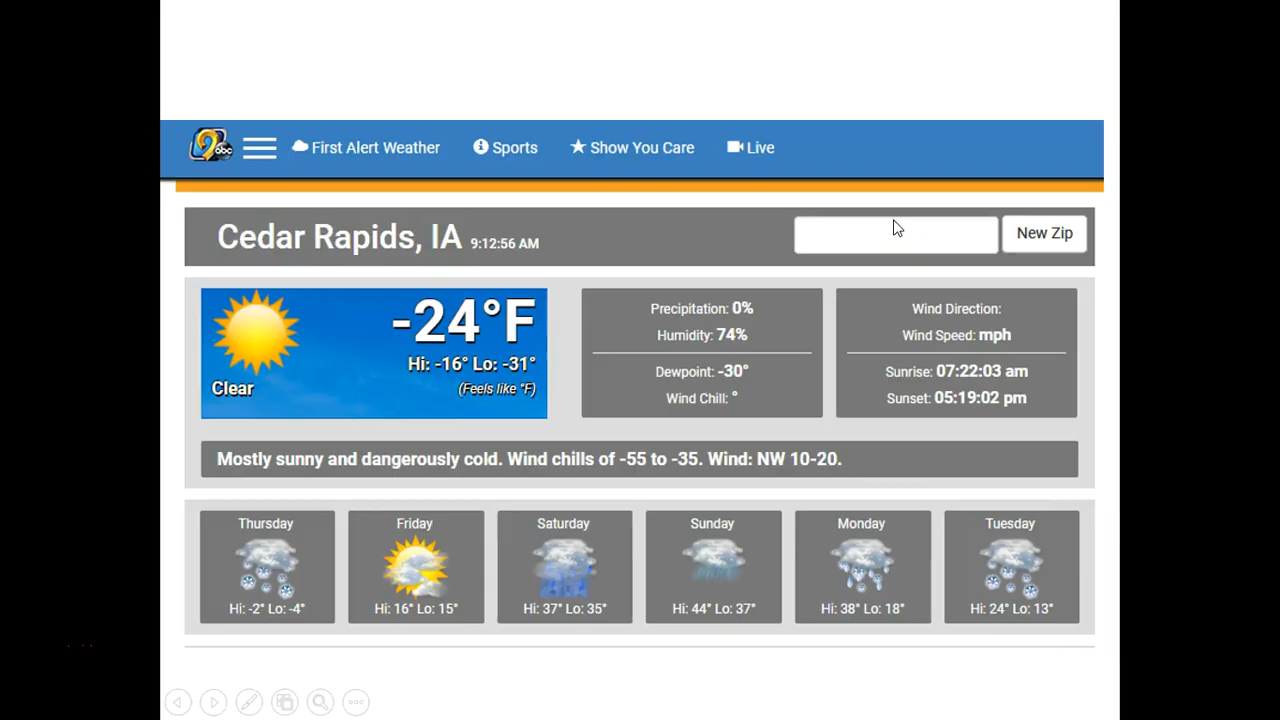 9 abc First Alert Weather Sports Show You Care Live
Cedar Rapids, IA 9:12:56 AM New Zip
-24°F
Hi: -16° Lo: -31°
Clear (Feels like °F)
Precipitation: 0%
Humidity: 74%
Dewpoint: -30°
Wind Chill: °
Wind Direction:
Wind Speed: mph
Sunrise: 07:22:03 am
Sunset: 05:19:02 pm
Mostly sunny and dangerously cold. Wind chills of -55 to -35. Wind: NW 10-20.
Thursday
Hi: -2° Lo: -4°
Friday
Hi: 16° Lo: 15°
Saturday
Hi: 37° Lo: 35°
Sunday
Hi: 44° Lo: 37°
Monday
Hi: 38° Lo: 18°
Tuesday
Hi: 24° Lo: 13°